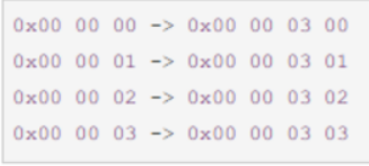 0x00 00 00 -> 0x00 00 03 00
0x00 00 01 -> 0x00 00 03 01
0x00 00 02 -> 0x00 00 03 02
0x00 00 03 -> 0x00 00 03 03